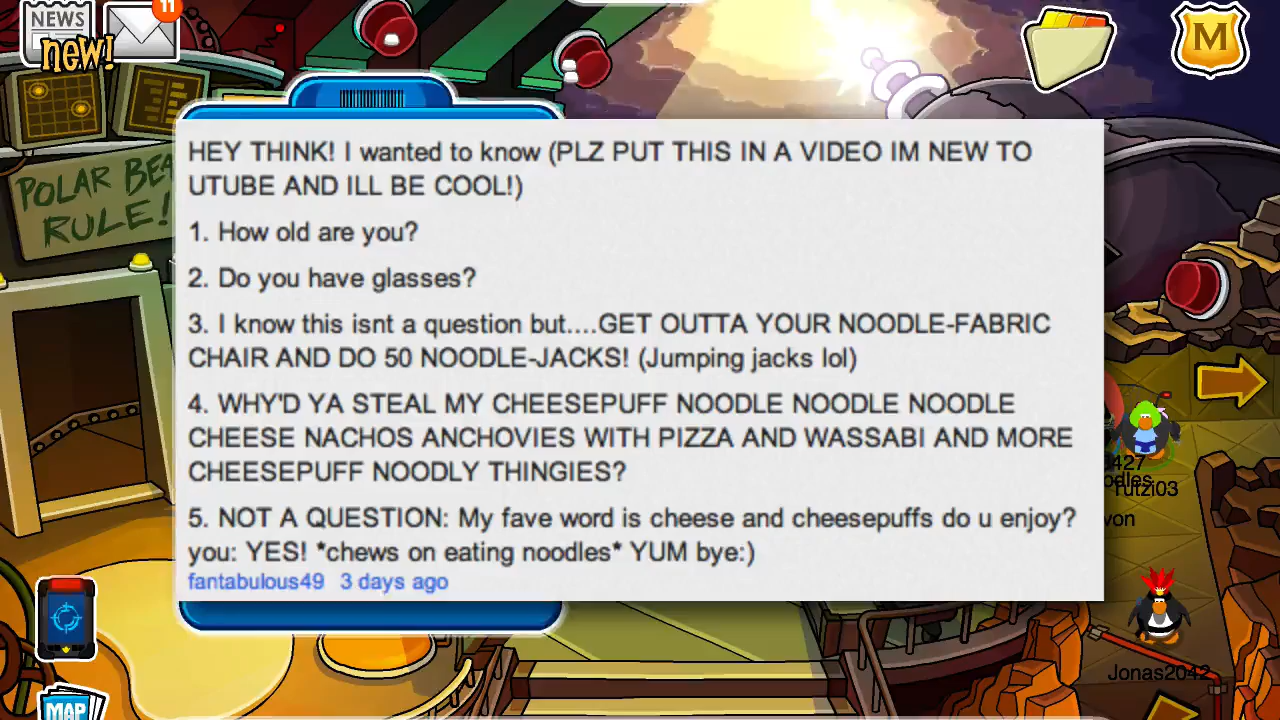 NEWS
new!
11
M
POLAR BEA
RULE!
HEY THINK! I wanted to know (PLZ PUT THIS IN A VIDEO IM NEW TO
UTUBE AND ILL BE COOL!)
1. How old are you?
2. Do you have glasses?
3. I know this isnt a question but....GET OUTTA YOUR NOODLE-FABRIC
CHAIR AND DO 50 NOODLE-JACKS! (Jumping jacks lol)
4. WHY'D YA STEAL MY CHEESEPUFF NOODLE NOODLE NOODLE
CHEESE NACHOS ANCHOVIES WITH PIZZA AND WASSABI AND MORE
CHEESEPUFF NOODLY THINGIES?
5. NOT A QUESTION: My fave word is cheese and cheesepuffs do u enjoy?
you: YES! *chews on eating noodles* YUM bye:)
fantabulous49 3 days ago
Jonas2042
MAP